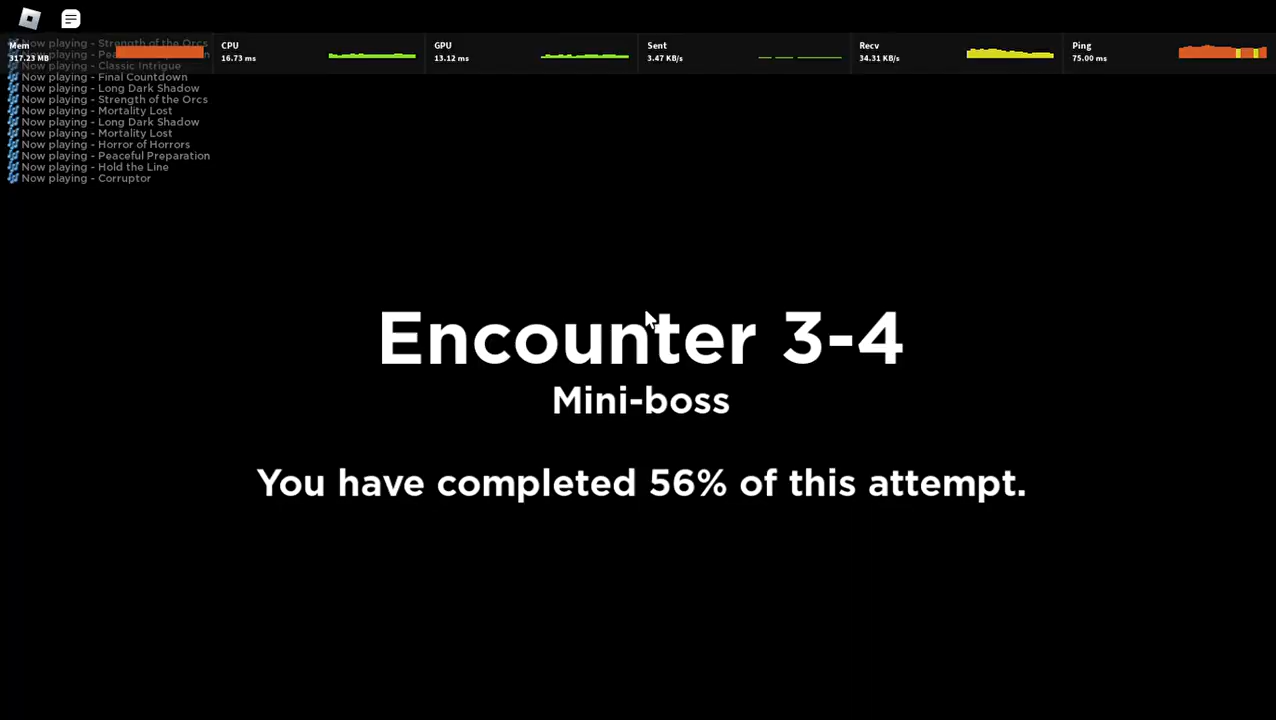 Mem
317.23 MB
CPU
16.73 ms
GPU
13.12 ms
Sent
3.47 KB/s
Recv
34.31 KB/s
Ping
75.00 ms
Now playing - Strength of the Orcs
Now playing - Classic Intrigue
Now playing - Final Countdown
Now playing - Long Dark Shadow
Now playing - Strength of the Orcs
Now playing - Mortality Lost
Now playing - Long Dark Shadow
Now playing - Mortality Lost
Now playing - Horror of Horrors
Now playing - Peaceful Preparation
Now playing - Hold the Line
Now playing - Corruptor
Encounter 3-4
Mini-boss
You have completed 56% of this attempt.